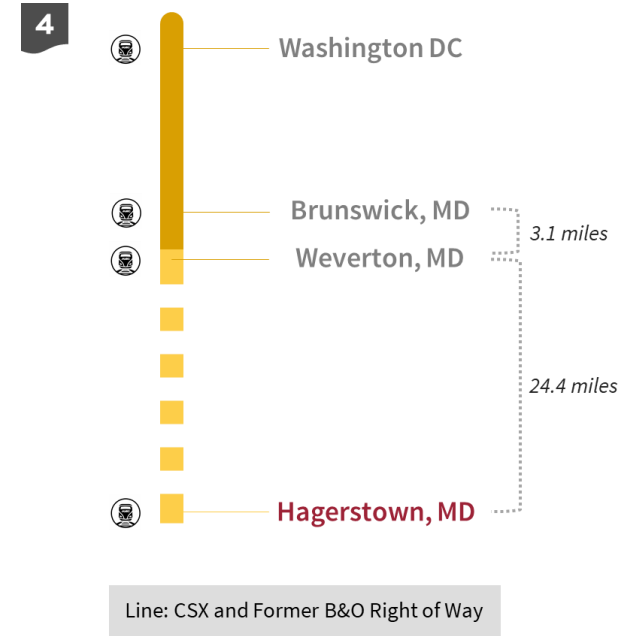 4
Washington DC
Brunswick, MD
3.1 miles
Weverton, MD
24.4 miles
Hagerstown, MD
Line: CSX and Former B&O Right of Way